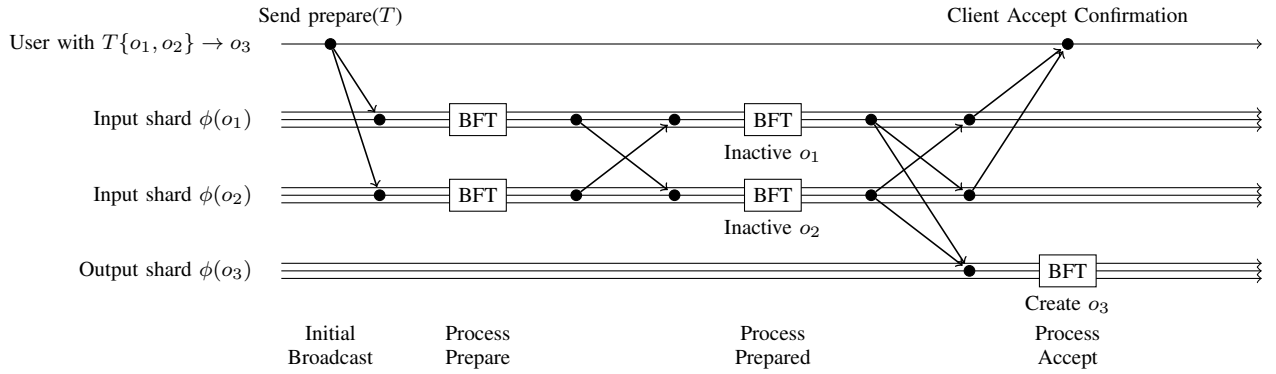 Send prepare(T)
Client Accept Confirmation
User with T{o₁, o₂} → o₃
Input shard ϕ(o₁)
BFT
BFT
Inactive o₁
Input shard ϕ(o₂)
BFT
BFT
Inactive o₂
Output shard ϕ(o₃)
BFT
Create o₃
Initial
Broadcast
Process
Prepare
Process
Prepared
Process
Accept